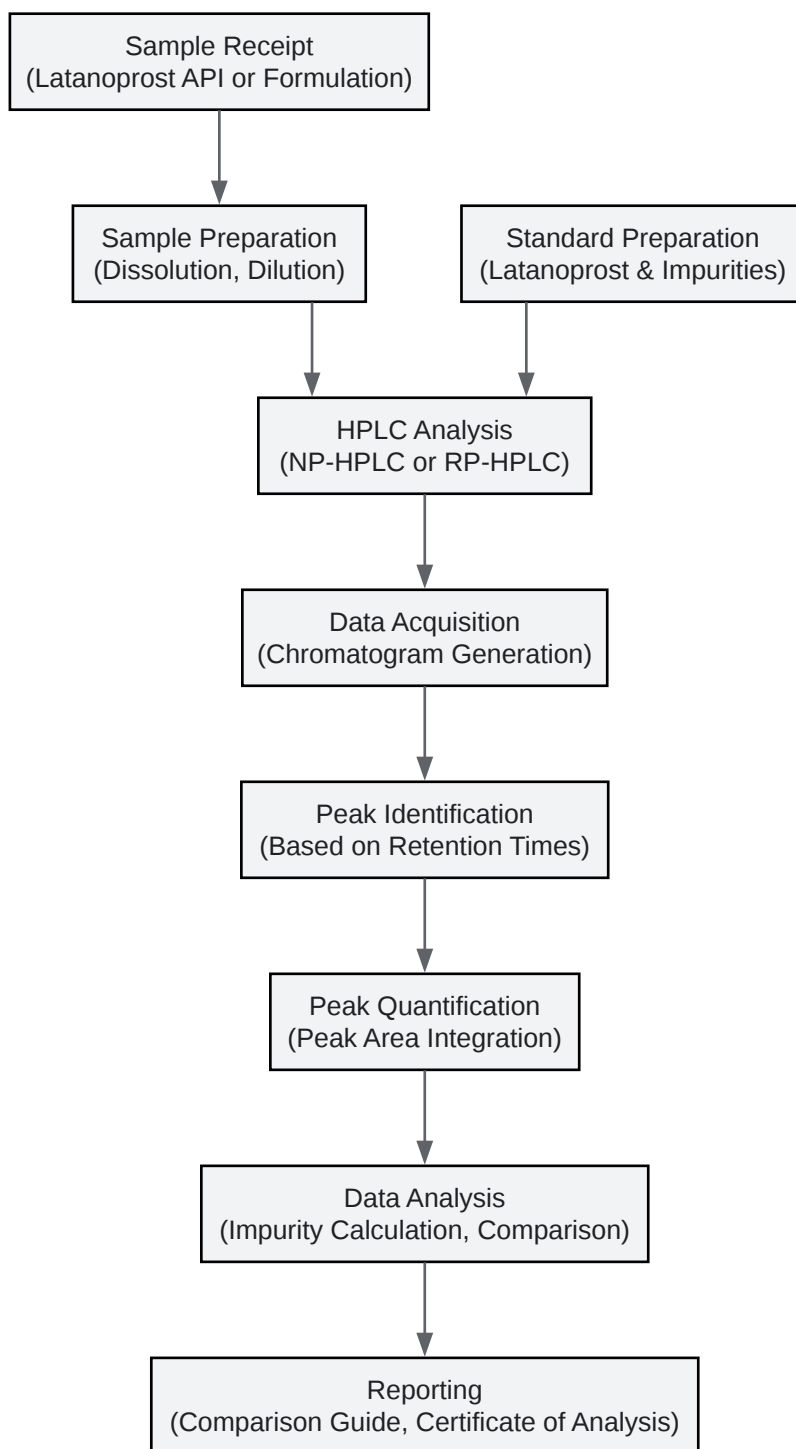 Sample Receipt
(Latanoprost API or Formulation)
Sample Preparation
(Dissolution, Dilution)
Standard Preparation
(Latanoprost & Impurities)
HPLC Analysis
(NP-HPLC or RP-HPLC)
Data Acquisition
(Chromatogram Generation)
Peak Identification
(Based on Retention Times)
Peak Quantification
(Peak Area Integration)
Data Analysis
(Impurity Calculation, Comparison)
Reporting
(Comparison Guide, Certificate of Analysis)